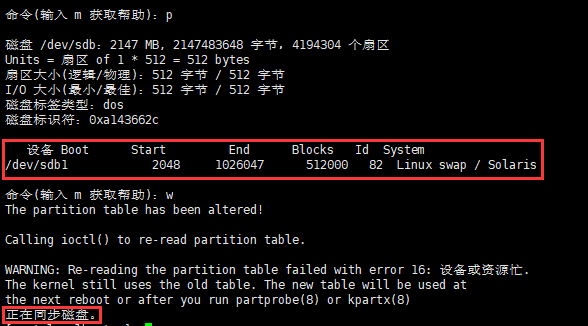 命令(输入 m 获取帮助)：p
磁盘 /dev/sdb：2147 MB, 2147483648 字节，4194304 个扇区
Units = 扇区 of 1 * 512 = 512 bytes
扇区大小(逻辑/物理)：512 字节 / 512 字节
I/O 大小(最小/最佳)：512 字节 / 512 字节
磁盘标签类型：dos
磁盘标识符：0xa143662c
设备 Boot Start End Blocks Id System
/dev/sdb1 2048 1026047 512000 82 Linux swap / Solaris
命令(输入 m 获取帮助)：w
The partition table has been altered!
Calling ioctl() to re-read partition table.
WARNING: Re-reading the partition table failed with error 16: 设备或资源忙.
The kernel still uses the old table. The new table will be used at
the next reboot or after you run partprobe(8) or kpartx(8)
正在同步磁盘。